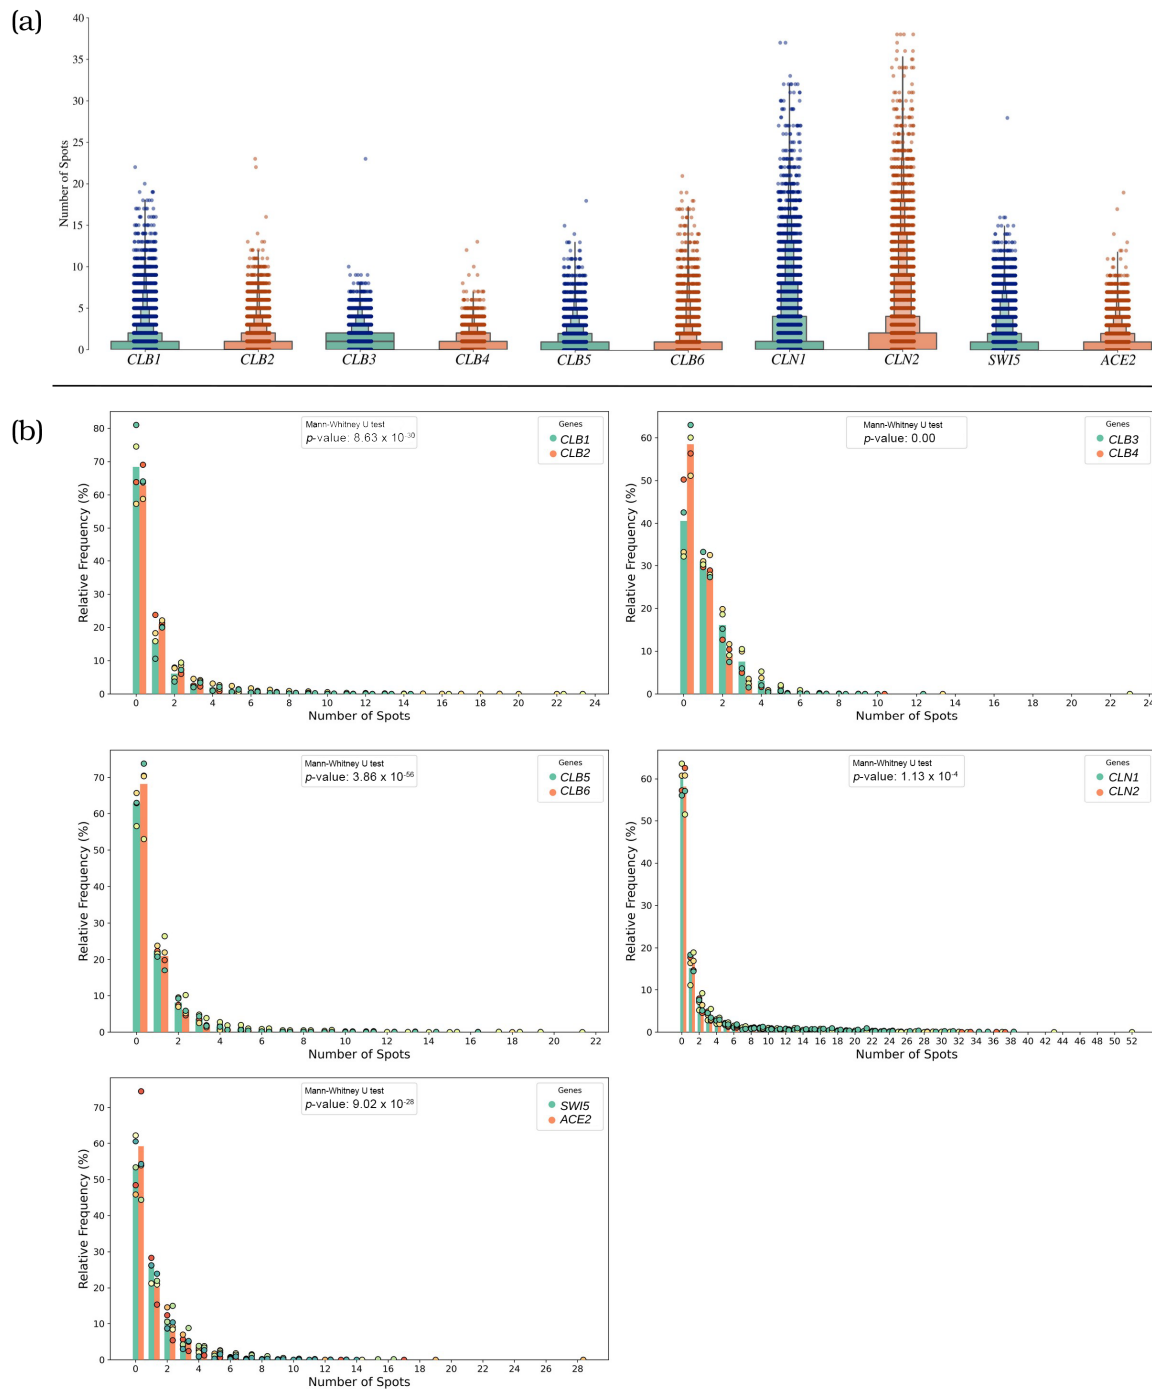 (a)
Number of Spots
40
35
30
25
20
15
10
5
0
CLB1 CLB2 CLB3 CLB4 CLB5 CLB6 CLN1 CLN2 SWI5 ACE2
(b)
Mann-Whitney U test
p-value: 8.63 x 10⁻³⁰
Genes
CLB1
CLB2
Relative Frequency (%)
80
70
60
50
40
30
20
10
0
0 2 4 6 8 10 12 14 16 18 20 22 24
Number of Spots
Mann-Whitney U test
p-value: 0.00
Genes
CLB3
CLB4
Relative Frequency (%)
60
50
40
30
20
10
0
0 2 4 6 8 10 12 14 16 18 20 22 24
Number of Spots
Mann-Whitney U test
p-value: 3.86 x 10⁻⁵⁶
Genes
CLB5
CLB6
Relative Frequency (%)
70
60
50
40
30
20
10
0
0 2 4 6 8 10 12 14 16 18 20 22
Number of Spots
Mann-Whitney U test
p-value: 1.13 x 10⁻⁴
Genes
CLN1
CLN2
Relative Frequency (%)
60
50
40
30
20
10
0
0 2 4 6 8 10 12 14 16 18 20 22 24 26 28 30 32 34 36 38 40 42 44 46 48 50 52
Number of Spots
Mann-Whitney U test
p-value: 9.02 x 10⁻²⁸
Genes
SWI5
ACE2
Relative Frequency (%)
70
60
50
40
30
20
10
0
0 2 4 6 8 10 12 14 16 18 20 22 24 26 28
Number of Spots